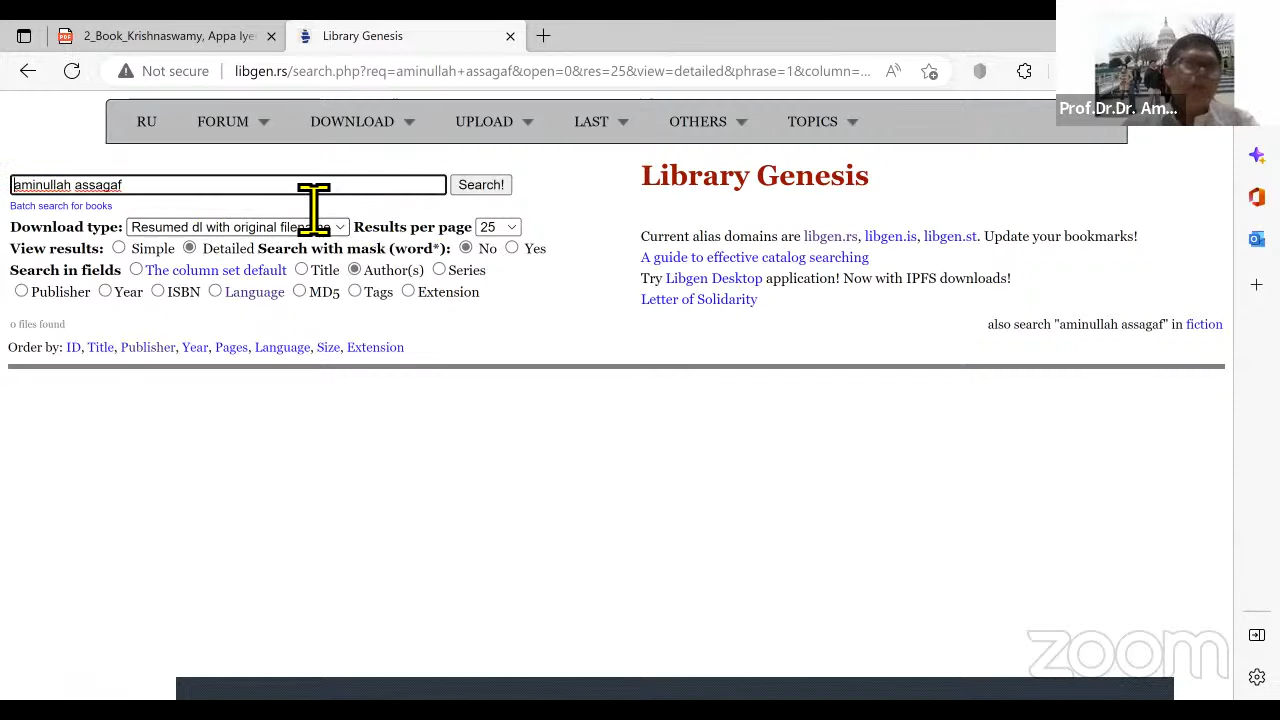 2_Book_Krishnaswamy, Appa Iye
Library Genesis
Not secure
libgen.rs/search.php?req=aminullah+assagaf&open=0&res=25&view=detailed&phrase=1&column=...
Prof.Dr.Dr. Am...
RU FORUM DOWNLOAD UPLOAD LAST OTHERS TOPICS
aminullah assagaf Search!
Library Genesis
Batch search for books
Download type: Resumed dl with original filename Results per page 25
View results: Simple Detailed Search with mask (word*): No Yes
Search in fields The column set default Title Author(s) Series
Publisher Year ISBN Language MD5 Tags Extension
Current alias domains are libgen.rs, libgen.is, libgen.st. Update your bookmarks!
A guide to effective catalog searching
Try Libgen Desktop application! Now with IPFS downloads!
Letter of Solidarity
0 files found
also search "aminullah assagaf" in fiction
Order by: ID, Title, Publisher, Year, Pages, Language, Size, Extension
zoom